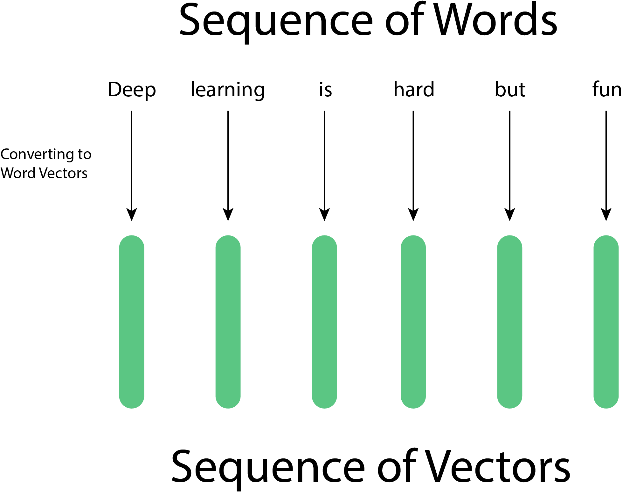 Sequence of Words
Deep learning is hard but fun
Converting to
Word Vectors
Sequence of Vectors